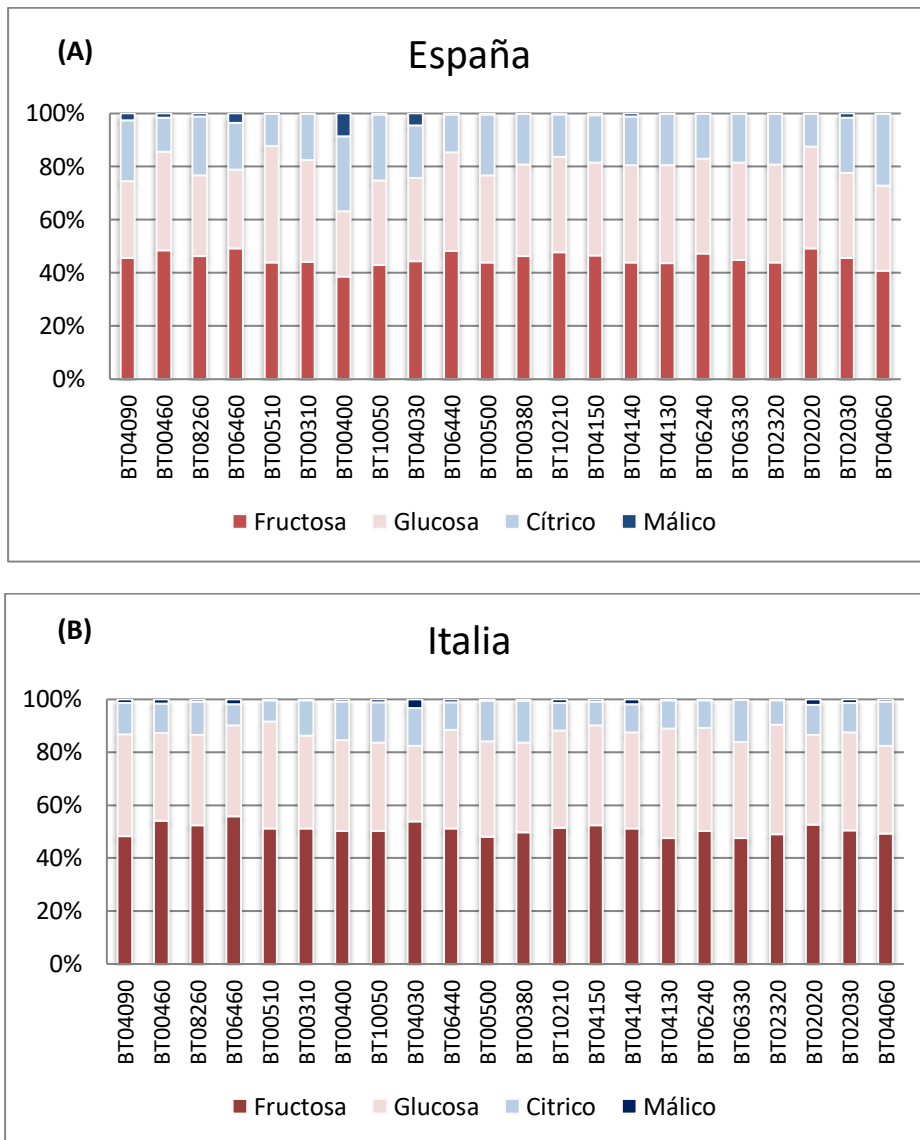 (A)
España
100%
80%
60%
40%
20%
0%
BT04090
BT00460
BT08260
BT06460
BT00510
BT00310
BT00400
BT10050
BT04030
BT06440
BT00500
BT00380
BT10210
BT04150
BT04140
BT04130
BT06240
BT06330
BT02320
BT02020
BT02030
BT04060
Fructosa Glucosa Cítrico Málico
(B)
Italia
100%
80%
60%
40%
20%
0%
BT04090
BT00460
BT08260
BT06460
BT00510
BT00310
BT00400
BT10050
BT04030
BT06440
BT00500
BT00380
BT10210
BT04150
BT04140
BT04130
BT06240
BT06330
BT02320
BT02020
BT02030
BT04060
Fructosa Glucosa Citrico Málico